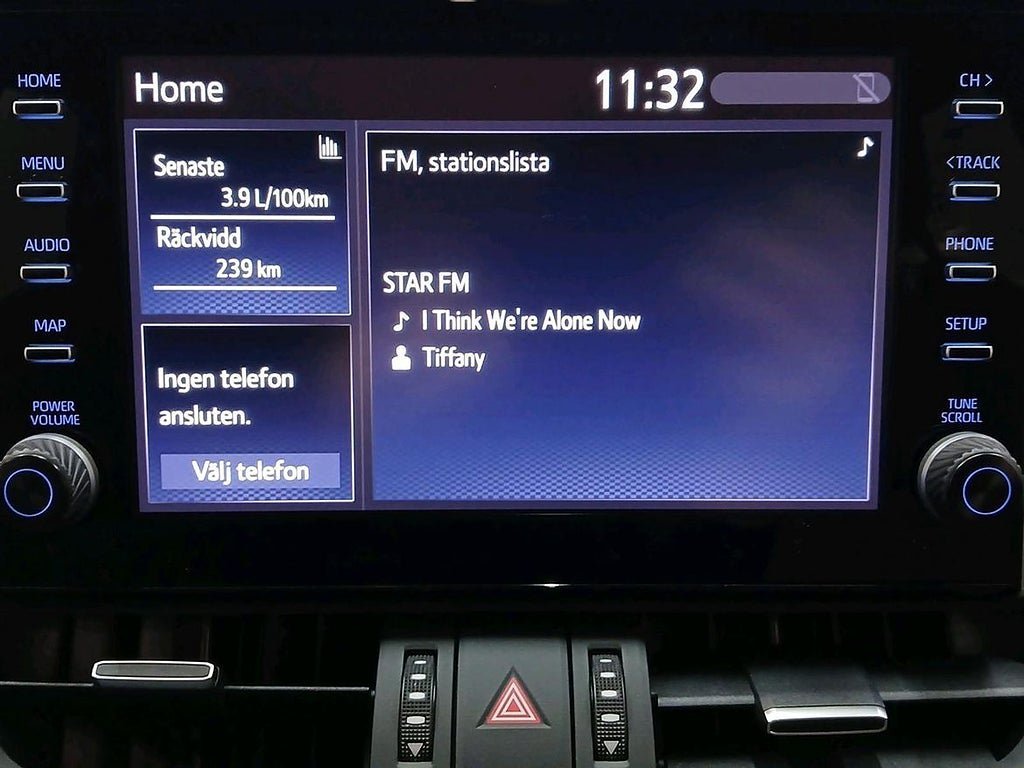 HOME
MENU
AUDIO
MAP
POWER
VOLUME
Home
11:32
Senaste
3.9 L/100km
Räckvidd
239 km
Ingen telefon
ansluten.
Välj telefon
FM, stationslista
STAR FM
I Think We're Alone Now
Tiffany
CH >
<TRACK
PHONE
SETUP
TUNE
SCROLL